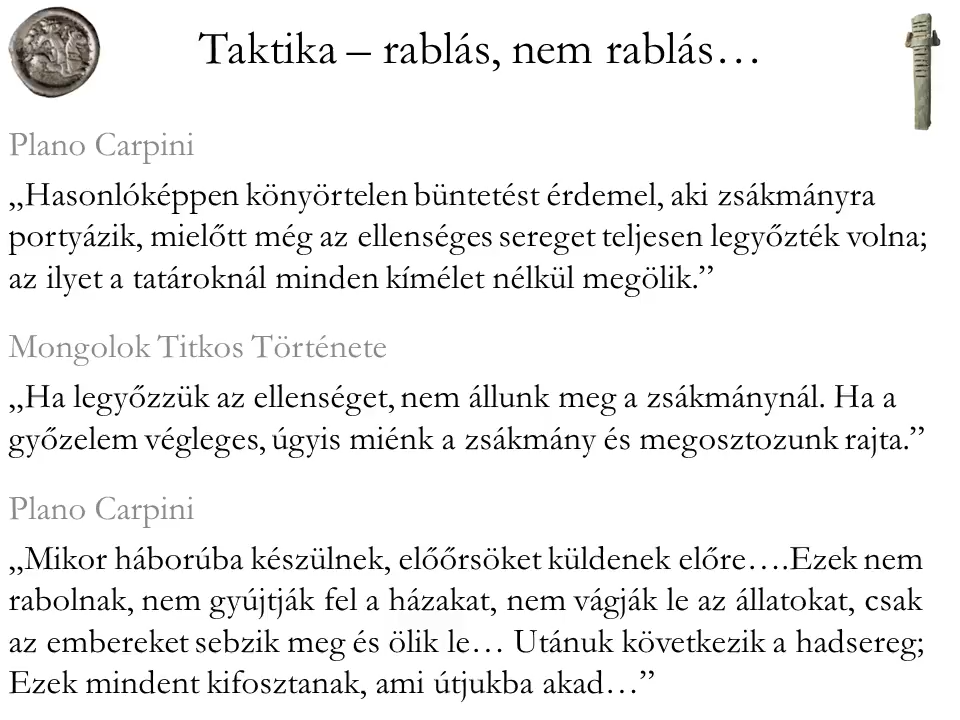 Taktika – rablás, nem rablás…
Plano Carpini
„Hasonlóképpen könyörtelen büntetést érdemel, aki zsákmányra
portyázik, mielőtt még az ellenséges sereget teljesen legyőzték volna;
az ilyet a tatároknál minden kímélet nélkül megölik.”
Mongolok Titkos Története
„Ha legyőzzük az ellenséget, nem állunk meg a zsákmánynál. Ha a
győzelem végleges, úgyis miénk a zsákmány és megosztozunk rajta.”
Plano Carpini
„Mikor háborúba készülnek, előőrsöket küldenek előre….Ezek nem
rabolnak, nem gyújtják fel a házakat, nem vágják le az állatokat, csak
az embereket sebzik meg és ölik le… Utánuk következik a hadsereg;
Ezek mindent kifosztanak, ami útjukba akad…”